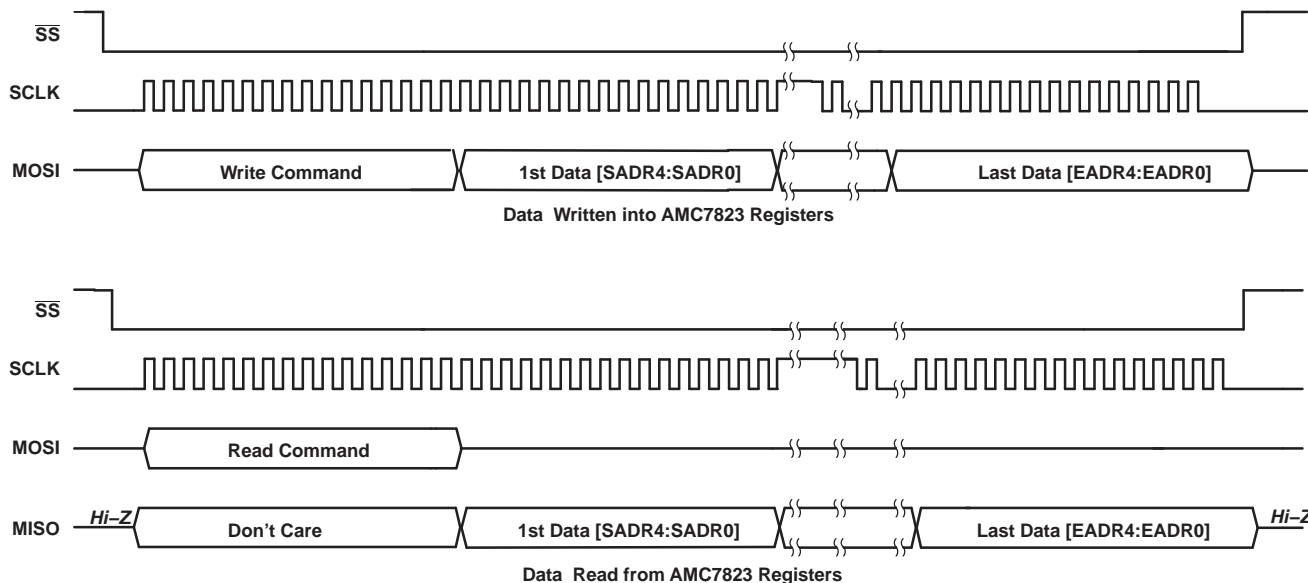 SS
SCLK
MOSI Write Command 1st Data [SADR4:SADR0] Last Data [EADR4:EADR0]
Data Written into AMC7823 Registers
SS
SCLK
MOSI Read Command
MISO Hi–Z Don't Care 1st Data [SADR4:SADR0] Last Data [EADR4:EADR0] Hi–Z
Data Read from AMC7823 Registers